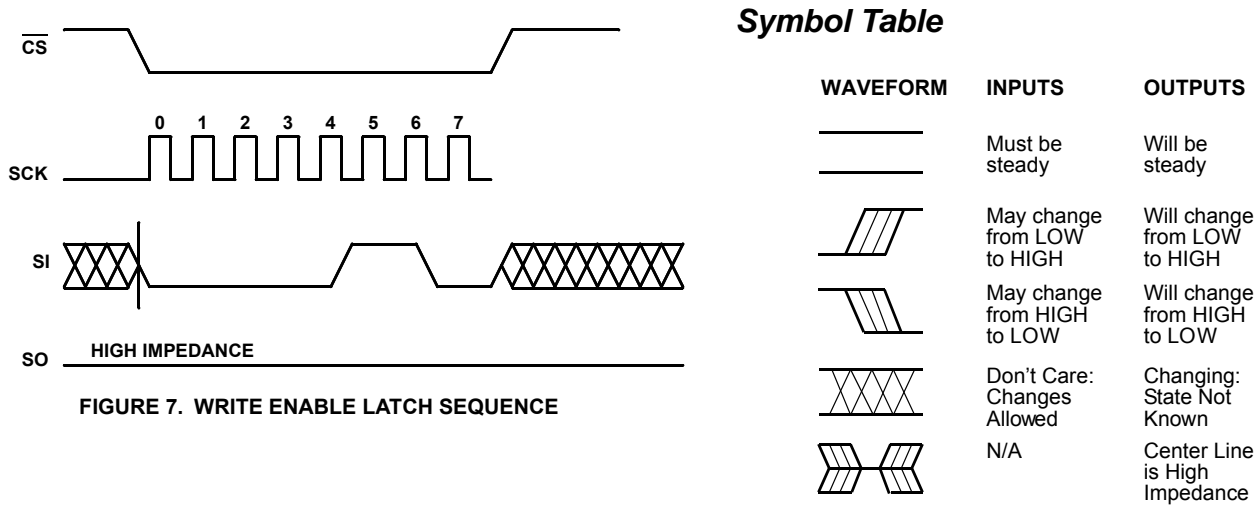 CS
0 1 2 3 4 5 6 7
SCK
SI
HIGH IMPEDANCE
SO
FIGURE 7. WRITE ENABLE LATCH SEQUENCE
Symbol Table
WAVEFORM INPUTS OUTPUTS
Must be Will be
steady steady
May change Will change
from LOW from LOW
to HIGH to HIGH
May change Will change
from HIGH from HIGH
to LOW to LOW
Don't Care: Changing:
Changes State Not
Allowed Known
N/A Center Line
is High
Impedance